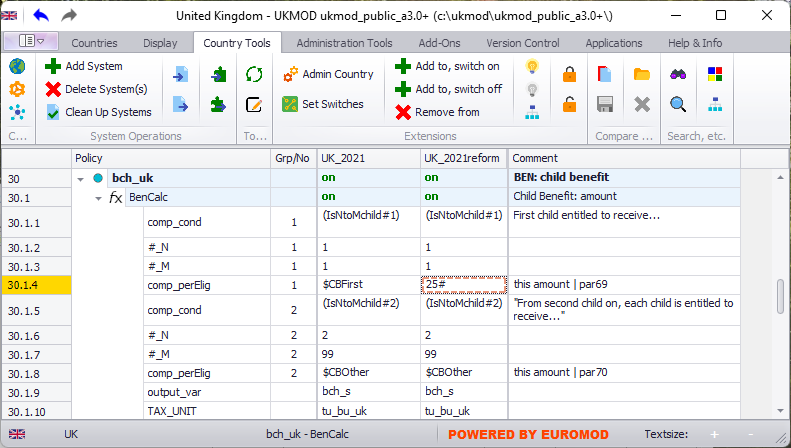 United Kingdom - UKMOD ukmod_public_a3.0+ (c:\ukmod\ukmod_public_a3.0+\)
Countries Display Country Tools Administration Tools Add-Ons Version Control Applications Help & Info
Add System
Delete System(s)
Clean Up Systems
Admin Country
Set Switches
Add to, switch on
Add to, switch off
Remove from
C... System Operations To... Extensions Compare ... Search, etc.
Policy Grp/No UK_2021 UK_2021reform Comment
30 bch_uk on on BEN: child benefit
30.1 fx BenCalc on on Child Benefit: amount
30.1.1 comp_cond 1 (IsNtoMchild#1) (IsNtoMchild#1) First child entitled to receive...
30.1.2 #_N 1 1 1
30.1.3 #_M 1 1 1
30.1.4 comp_perElig 1 $CBFirst 25# this amount | par69
30.1.5 comp_cond 2 (IsNtoMchild#2) (IsNtoMchild#2) "From second child on, each child is entitled to
receive..."
30.1.6 #_N 2 2 2
30.1.7 #_M 2 99 99
30.1.8 comp_perElig 2 $CBOther $CBOther this amount | par70
30.1.9 output_var bch_s bch_s
30.1.10 TAX_UNIT tu_bu_uk tu_bu_uk
UK bch_uk - BenCalc POWERED BY EUROMOD Textsize: + -